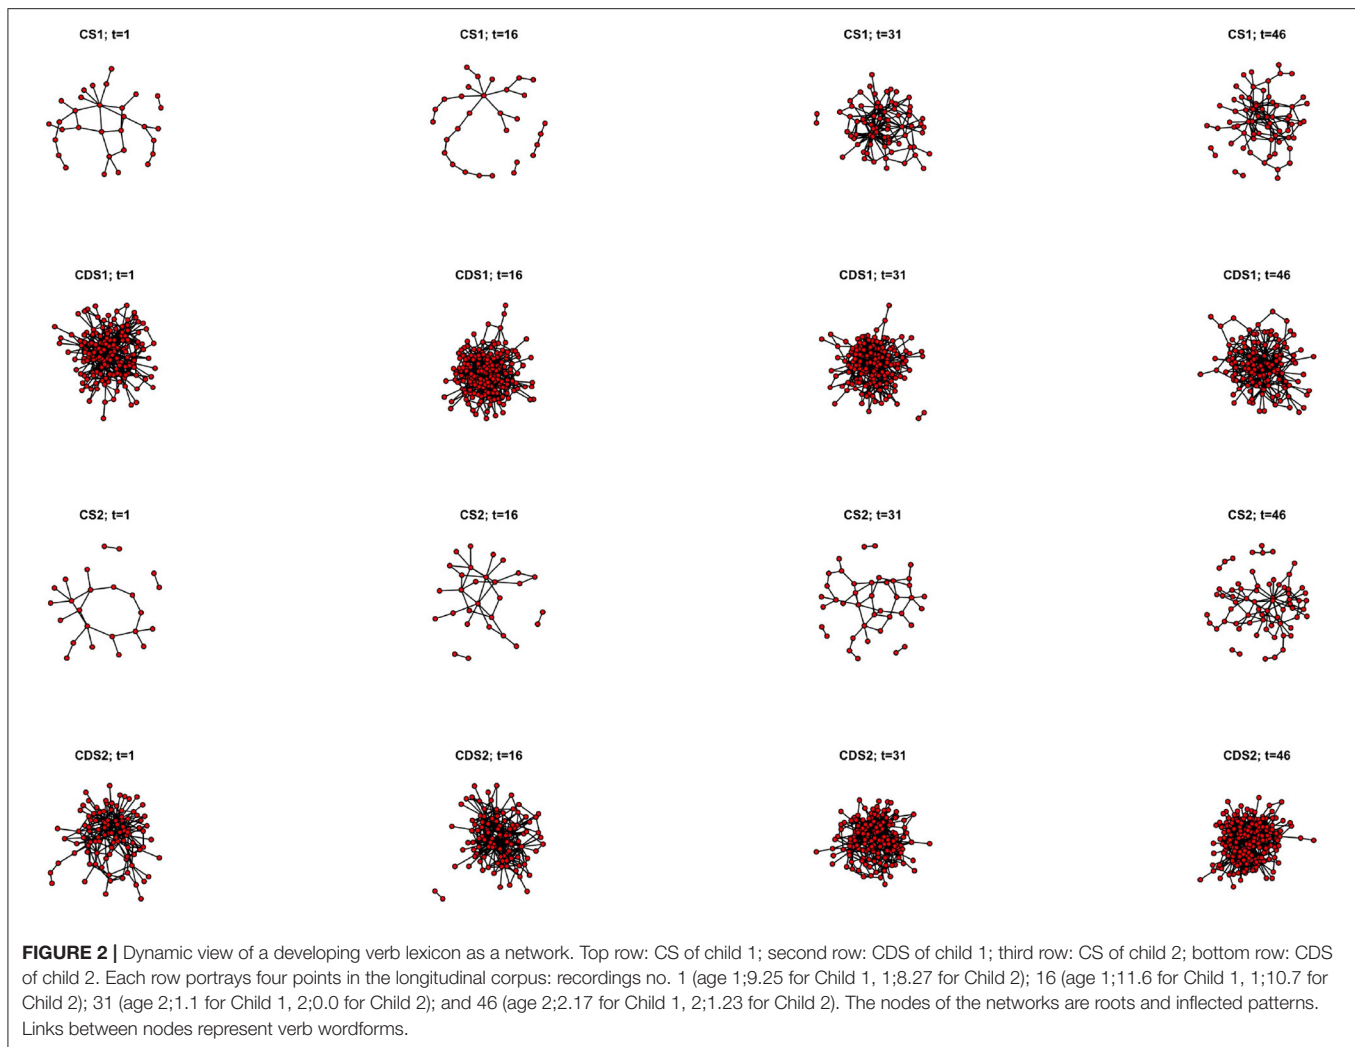 CS1; t=1
CS1; t=16
CS1; t=31
CS1; t=46
CDS1; t=1
CDS1; t=16
CDS1; t=31
CDS1; t=46
CS2; t=1
CS2; t=16
CS2; t=31
CS2; t=46
CDS2; t=1
CDS2; t=16
CDS2; t=31
CDS2; t=46
FIGURE 2 | Dynamic view of a developing verb lexicon as a network. Top row: CS of child 1; second row: CDS of child 1; third row: CS of child 2; bottom row: CDS
of child 2. Each row portrays four points in the longitudinal corpus: recordings no. 1 (age 1;9.25 for Child 1, 1;8.27 for Child 2); 16 (age 1;11.6 for Child 1, 1;10.7 for
Child 2); 31 (age 2;1.1 for Child 1, 2;0.0 for Child 2); and 46 (age 2;2.17 for Child 1, 2;1.23 for Child 2). The nodes of the networks are roots and inflected patterns.
Links between nodes represent verb wordforms.